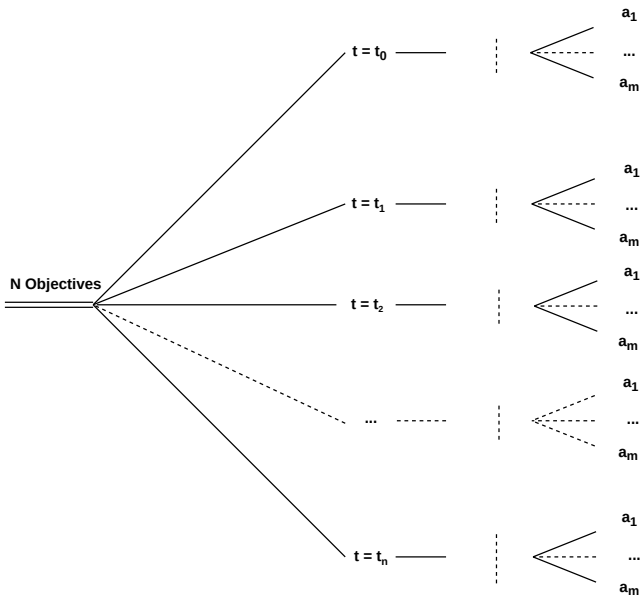 a₁
t = t₀
...
aₘ
a₁
t = t₁
...
aₘ
N Objectives
a₁
t = t₂
...
aₘ
a₁
...
...
aₘ
a₁
t = tₙ
...
aₘ